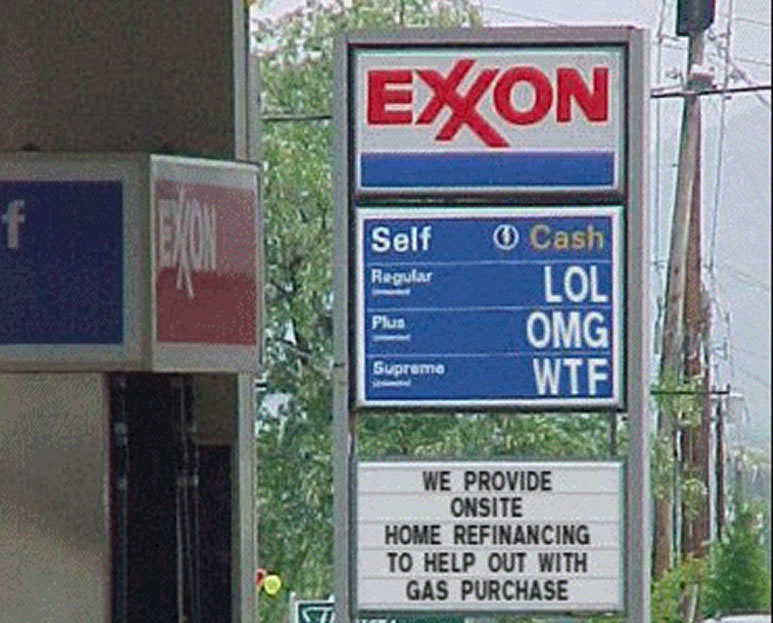 f
EXXON
EXXON
Self Cash
Regular
LOL
Plus
OMG
Supreme
WTF
WE PROVIDE
ONSITE
HOME REFINANCING
TO HELP OUT WITH
GAS PURCHASE